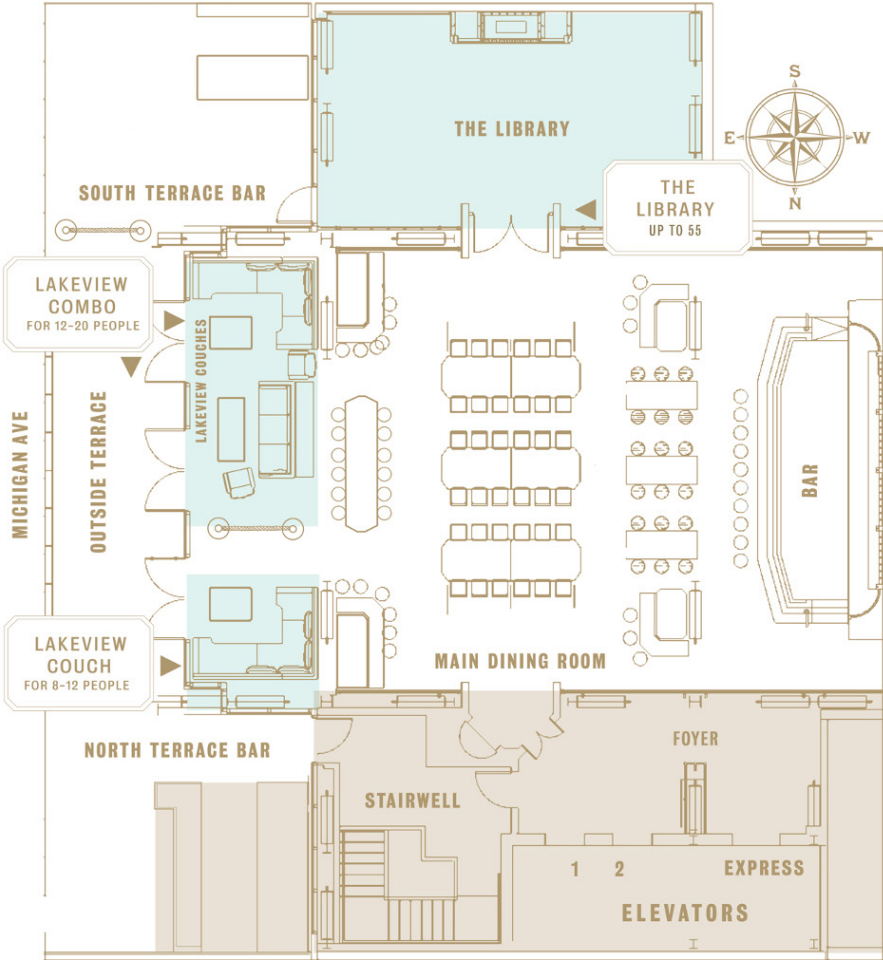 S
E
W
N
THE LIBRARY
THE
LIBRARY
UP TO 55
SOUTH TERRACE BAR
LAKEVIEW
COMBO
FOR 12-20 PEOPLE
LAKEVIEW COUCHES
MICHIGAN AVE
OUTSIDE TERRACE
BAR
LAKEVIEW
COUCH
FOR 8-12 PEOPLE
MAIN DINING ROOM
NORTH TERRACE BAR
FOYER
STAIRWELL
1 2 EXPRESS
ELEVATORS